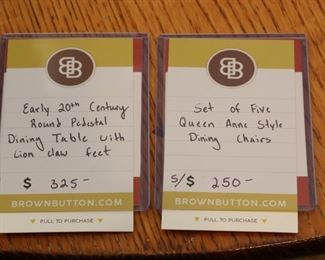 BB
Early 20th Century
Round Pedestal
Dining Table with
Lion claw feet
$ 325-
BROWNBUTTON.COM
PULL TO PURCHASE
BB
Set of Five
Queen Anne Style
Dining Chairs
5/$ 250-
BROWNBUTTON.COM
PULL TO PURCHASE